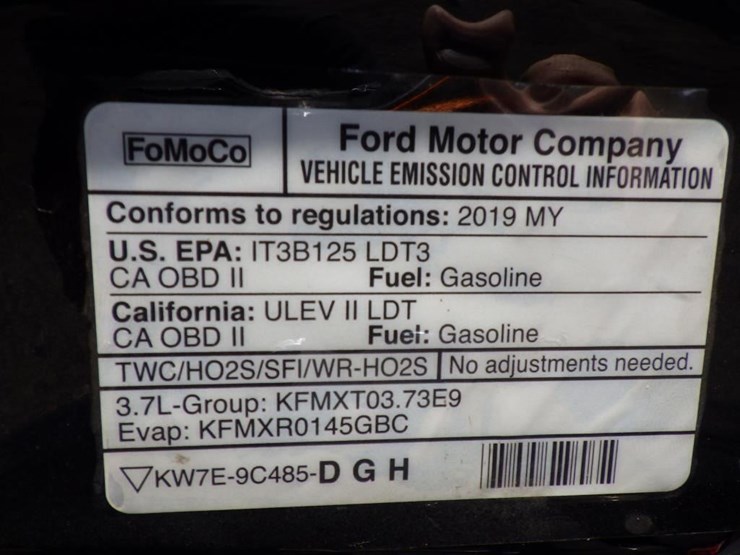 FoMoCo
Ford Motor Company
VEHICLE EMISSION CONTROL INFORMATION
Conforms to regulations: 2019 MY
U.S. EPA: IT3B125 LDT3
CA OBD II Fuel: Gasoline
California: ULEV II LDT
CA OBD II Fuel: Gasoline
TWC/HO2S/SFI/WR-HO2S No adjustments needed.
3.7L-Group: KFMXT03.73E9
Evap: KFMXR0145GBC
▽KW7E-9C485-D G H